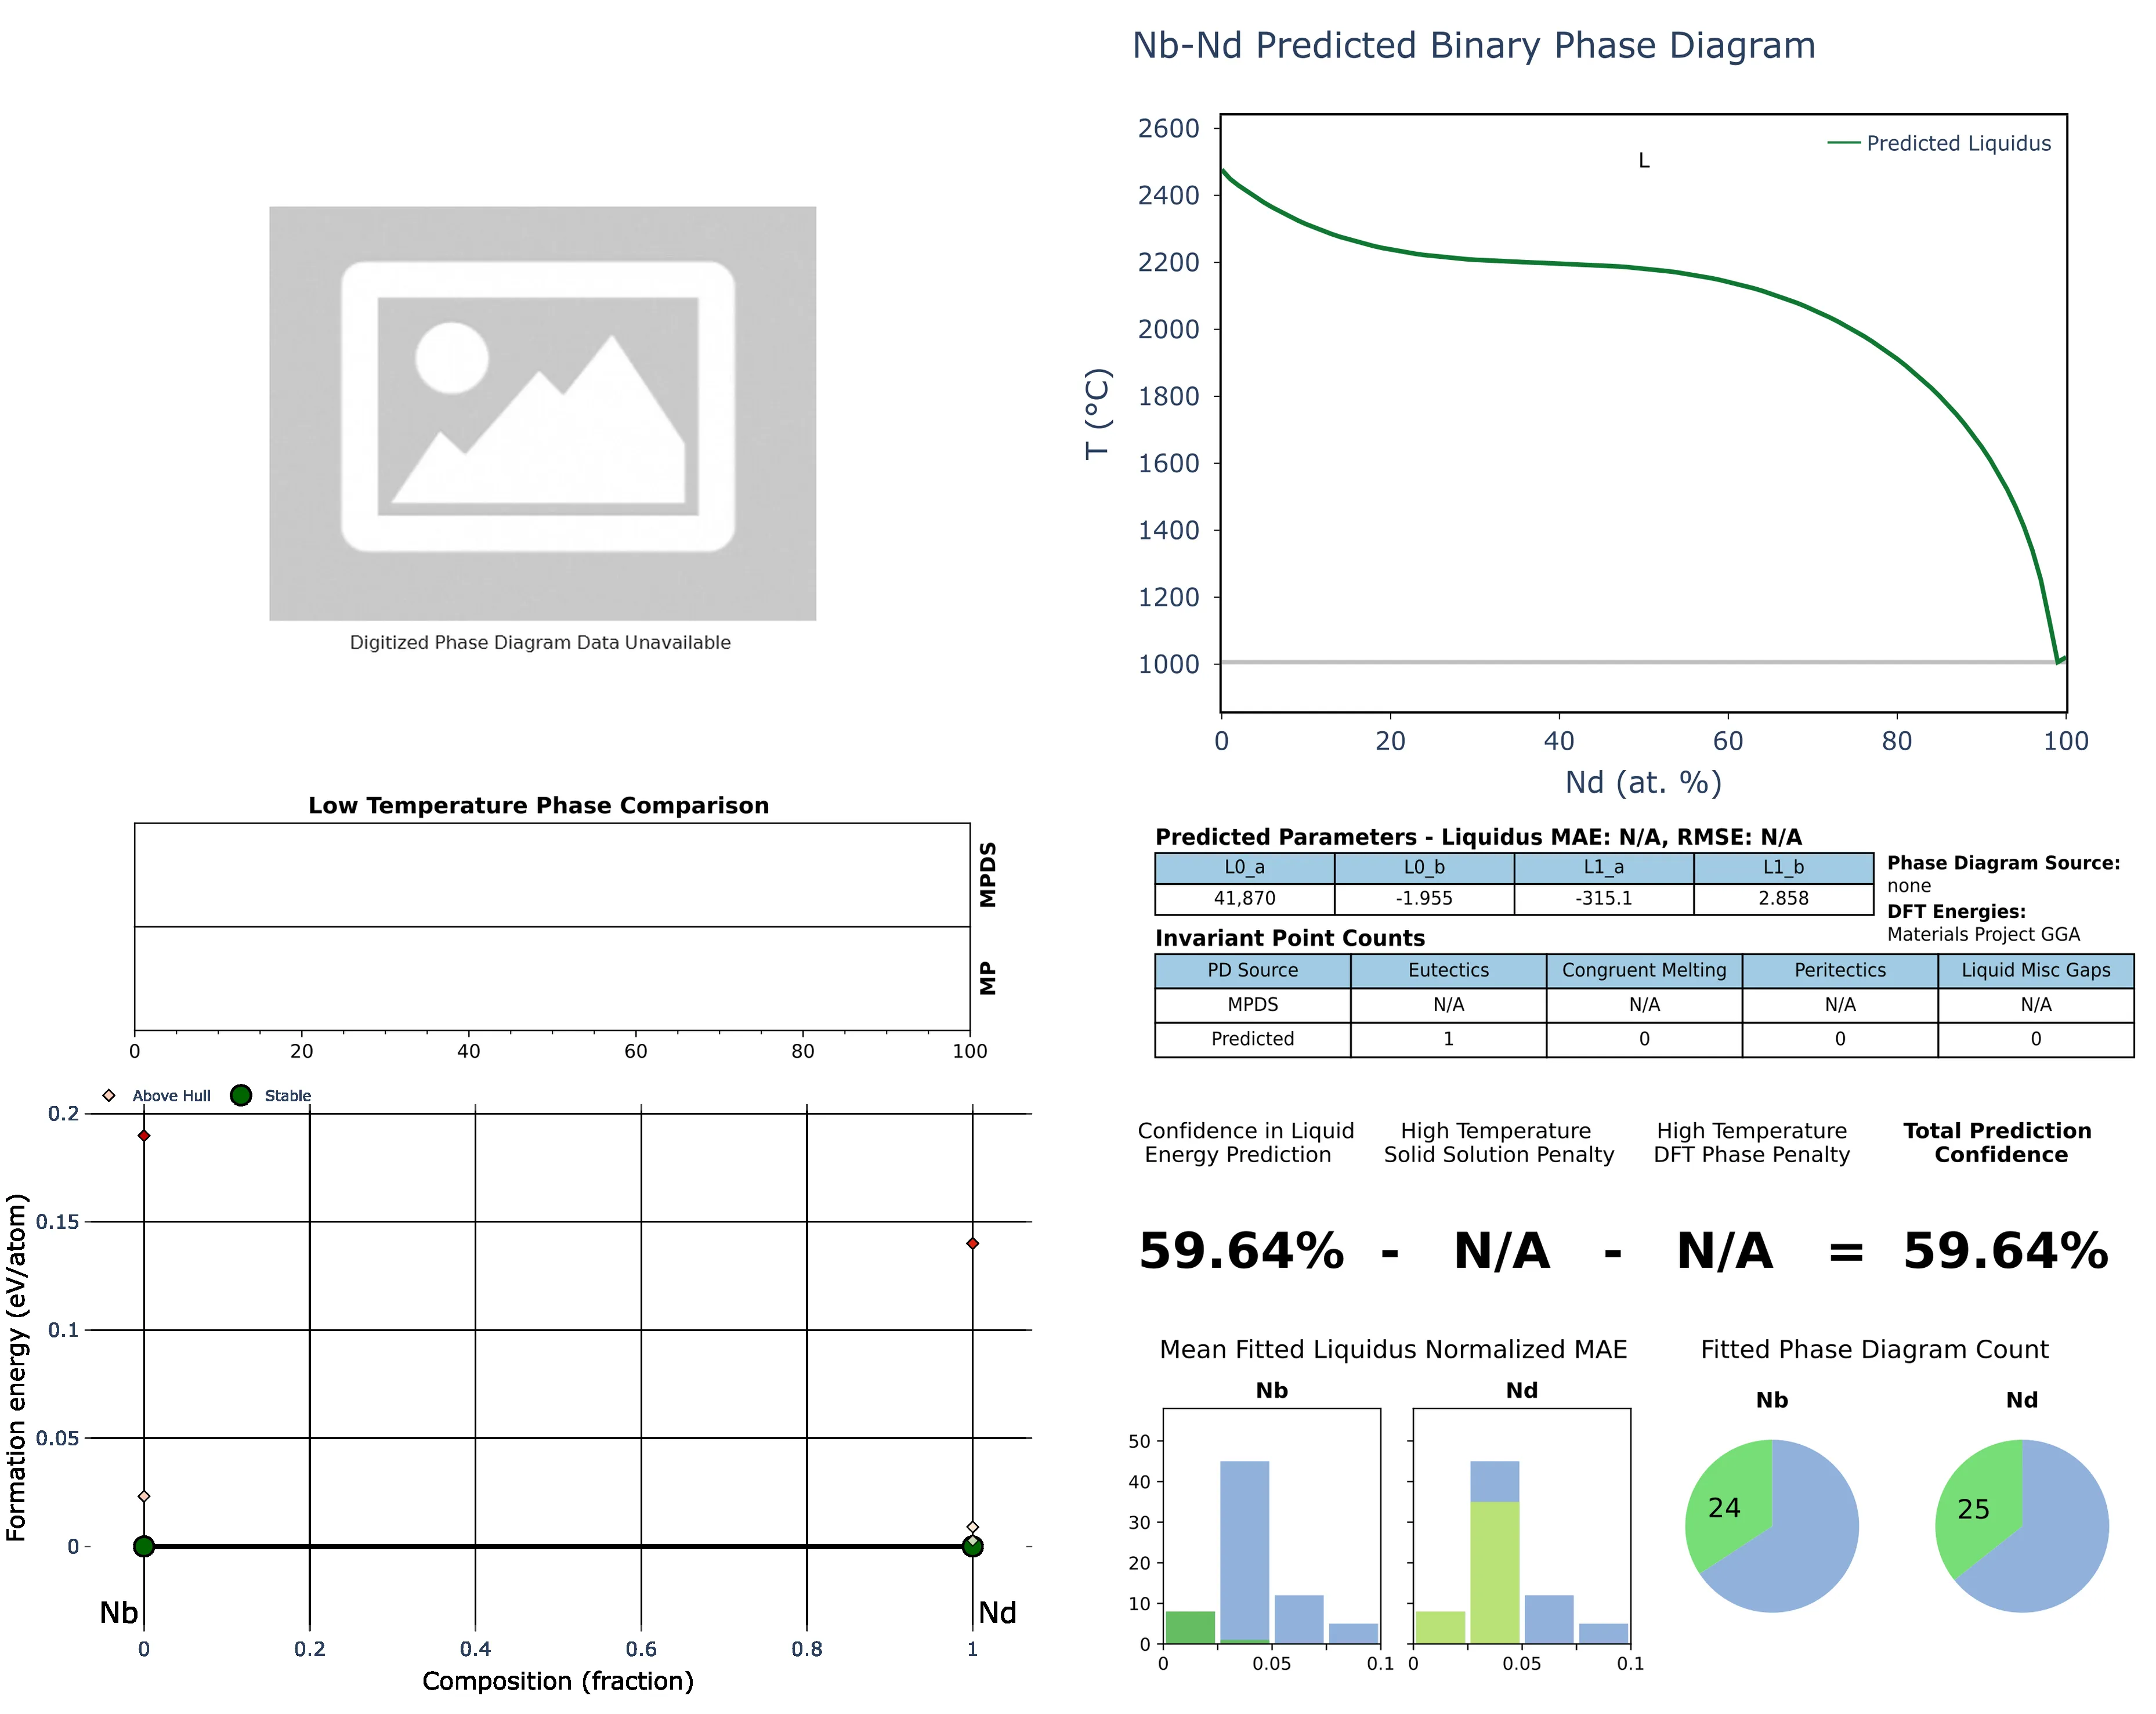 Nb-Nd Predicted Binary Phase Diagram
Digitized Phase Diagram Data Unavailable
2600
2400
2200
2000
1800
1600
1400
1200
1000
T (°C)
L
Predicted Liquidus
0 20 40 60 80 100
Nd (at. %)
Low Temperature Phase Comparison
MPDS
MP
0 20 40 60 80 100
Predicted Parameters - Liquidus MAE: N/A, RMSE: N/A
L0_a L0_b L1_a L1_b
41,870 -1.955 -315.1 2.858
Phase Diagram Source:
none
DFT Energies:
Materials Project GGA
Invariant Point Counts
PD Source Eutectics Congruent Melting Peritectics Liquid Misc Gaps
MPDS N/A N/A N/A N/A
Predicted 1 0 0 0
Above Hull Stable
0.2
0.15
0.1
0.05
0
Formation energy (eV/atom)
Nb Nd
0 0.2 0.4 0.6 0.8 1
Composition (fraction)
Confidence in Liquid
Energy Prediction
High Temperature
Solid Solution Penalty
High Temperature
DFT Phase Penalty
Total Prediction
Confidence
59.64% - N/A - N/A = 59.64%
Mean Fitted Liquidus Normalized MAE
Nb Nd
50
40
30
20
10
0
0 0.05 0.1 0 0.05 0.1
Fitted Phase Diagram Count
Nb Nd
24 25